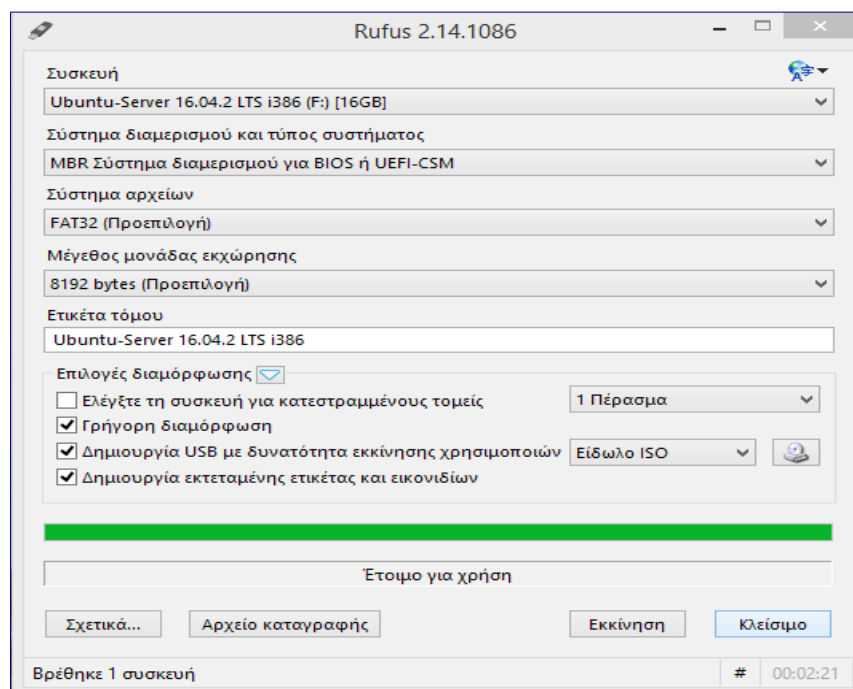 Rufus 2.14.1086
Συσκευή
Ubuntu-Server 16.04.2 LTS i386 (F:) [16GB]
Σύστημα διαμερισμού και τύπος συστήματος
MBR Σύστημα διαμερισμού για BIOS ή UEFI-CSM
Σύστημα αρχείων
FAT32 (Προεπιλογή)
Μέγεθος μονάδας εκχώρησης
8192 bytes (Προεπιλογή)
Ετικέτα τόμου
Ubuntu-Server 16.04.2 LTS i386
Επιλογές διαμόρφωσης
Ελέγξτε τη συσκευή για κατεστραμμένους τομείς 1 Πέρασμα
Γρήγορη διαμόρφωση
Δημιουργία USB με δυνατότητα εκκίνησης χρησιμοποιών Είδωλο ISO
Δημιουργία εκτεταμένης ετικέτας και εικονιδίων
Έτοιμο για χρήση
Σχετικά... Αρχείο καταγραφής Εκκίνηση Κλείσιμο
Βρέθηκε 1 συσκευή # 00:02:21